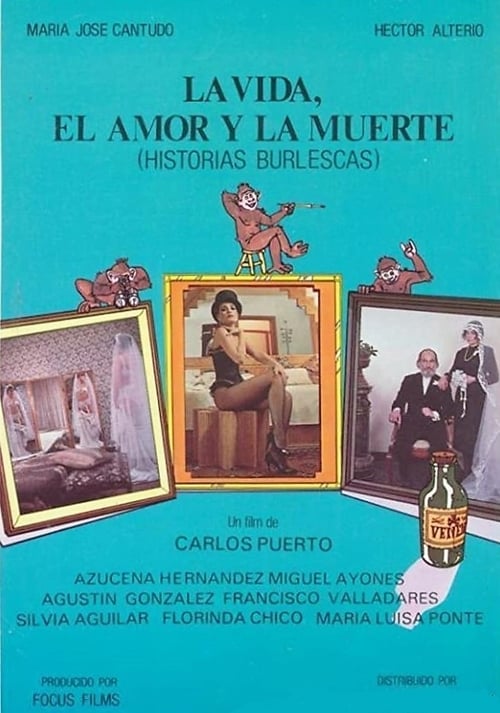 MARIA JOSE CANTUDO
HECTOR ALTERIO
LA VIDA,
EL AMOR Y LA MUERTE
(HISTORIAS BURLESCAS)
VENE
Un film de
CARLOS PUERTO
AZUCENA HERNANDEZ MIGUEL AYONES
AGUSTIN GONZALEZ FRANCISCO VALLADARES
SILVIA AGUILAR FLORINDA CHICO MARIA LUISA PONTE
PRODUCIDO POR
FOCUS FILMS
DISTRIBUIDO POR